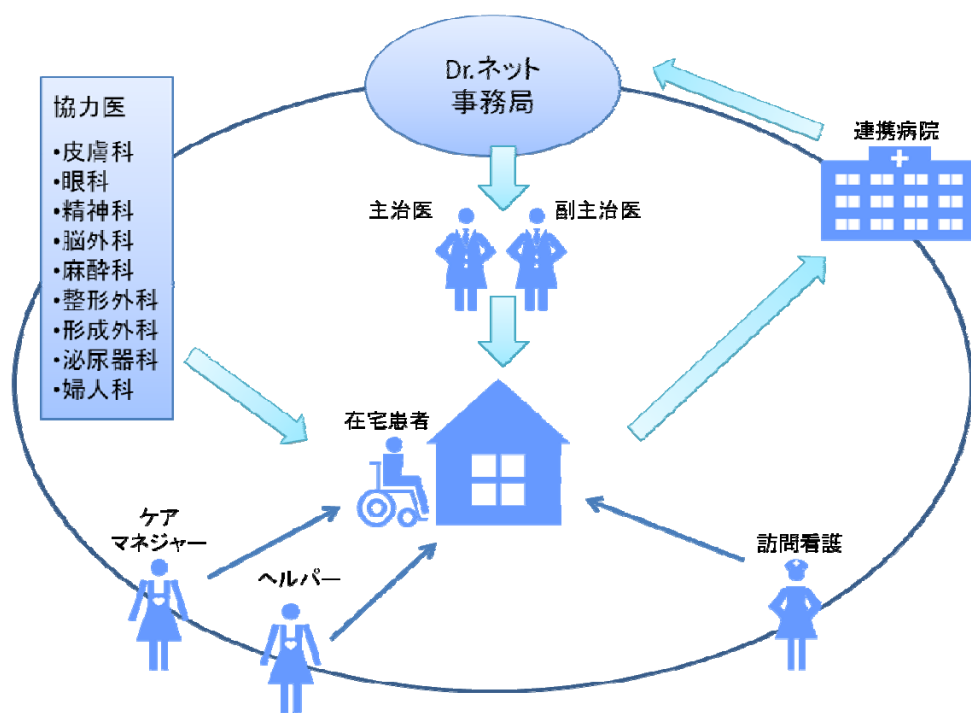 Dr.ネット
事務局
協力医
•皮膚科
•眼科
•精神科
•脳外科
•麻酔科
•整形外科
•形成外科
•泌尿器科
•婦人科
連携病院
主治医
副主治医
在宅患者
ケア
マネジャー
ヘルパー
訪問看護